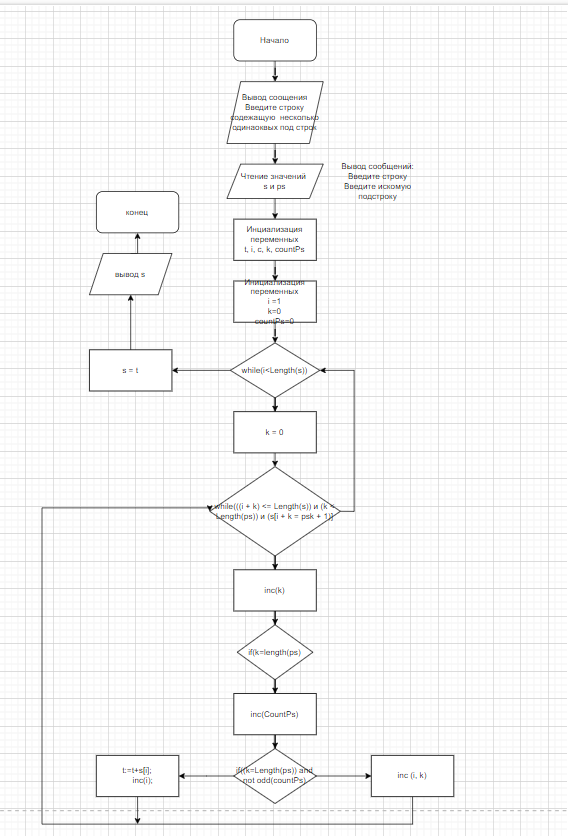 Начало
Вывод соощения
Введите строку
содежащую несколько
одинаоквых под строк
Чтение значений
s и ps
Вывод сообщений:
Введите строку
Введите искомую
подстроку
Инциализация
переменных
t, i, c, k, countPs
Инициализация
переменных
i =1
k=0
countPs=0
while(i<Length(s))
k = 0
while(((i + k) <= Length(s)) и (k <
Length(ps)) и (s[i + k = psk + 1)]
inc(k)
if(k=length(ps)
inc(CountPs)
if((k=Length(ps)) and
not odd(countPs)
t:=t+s[i];
inc(i);
inc (i, k)
s = t
вывод s
конец